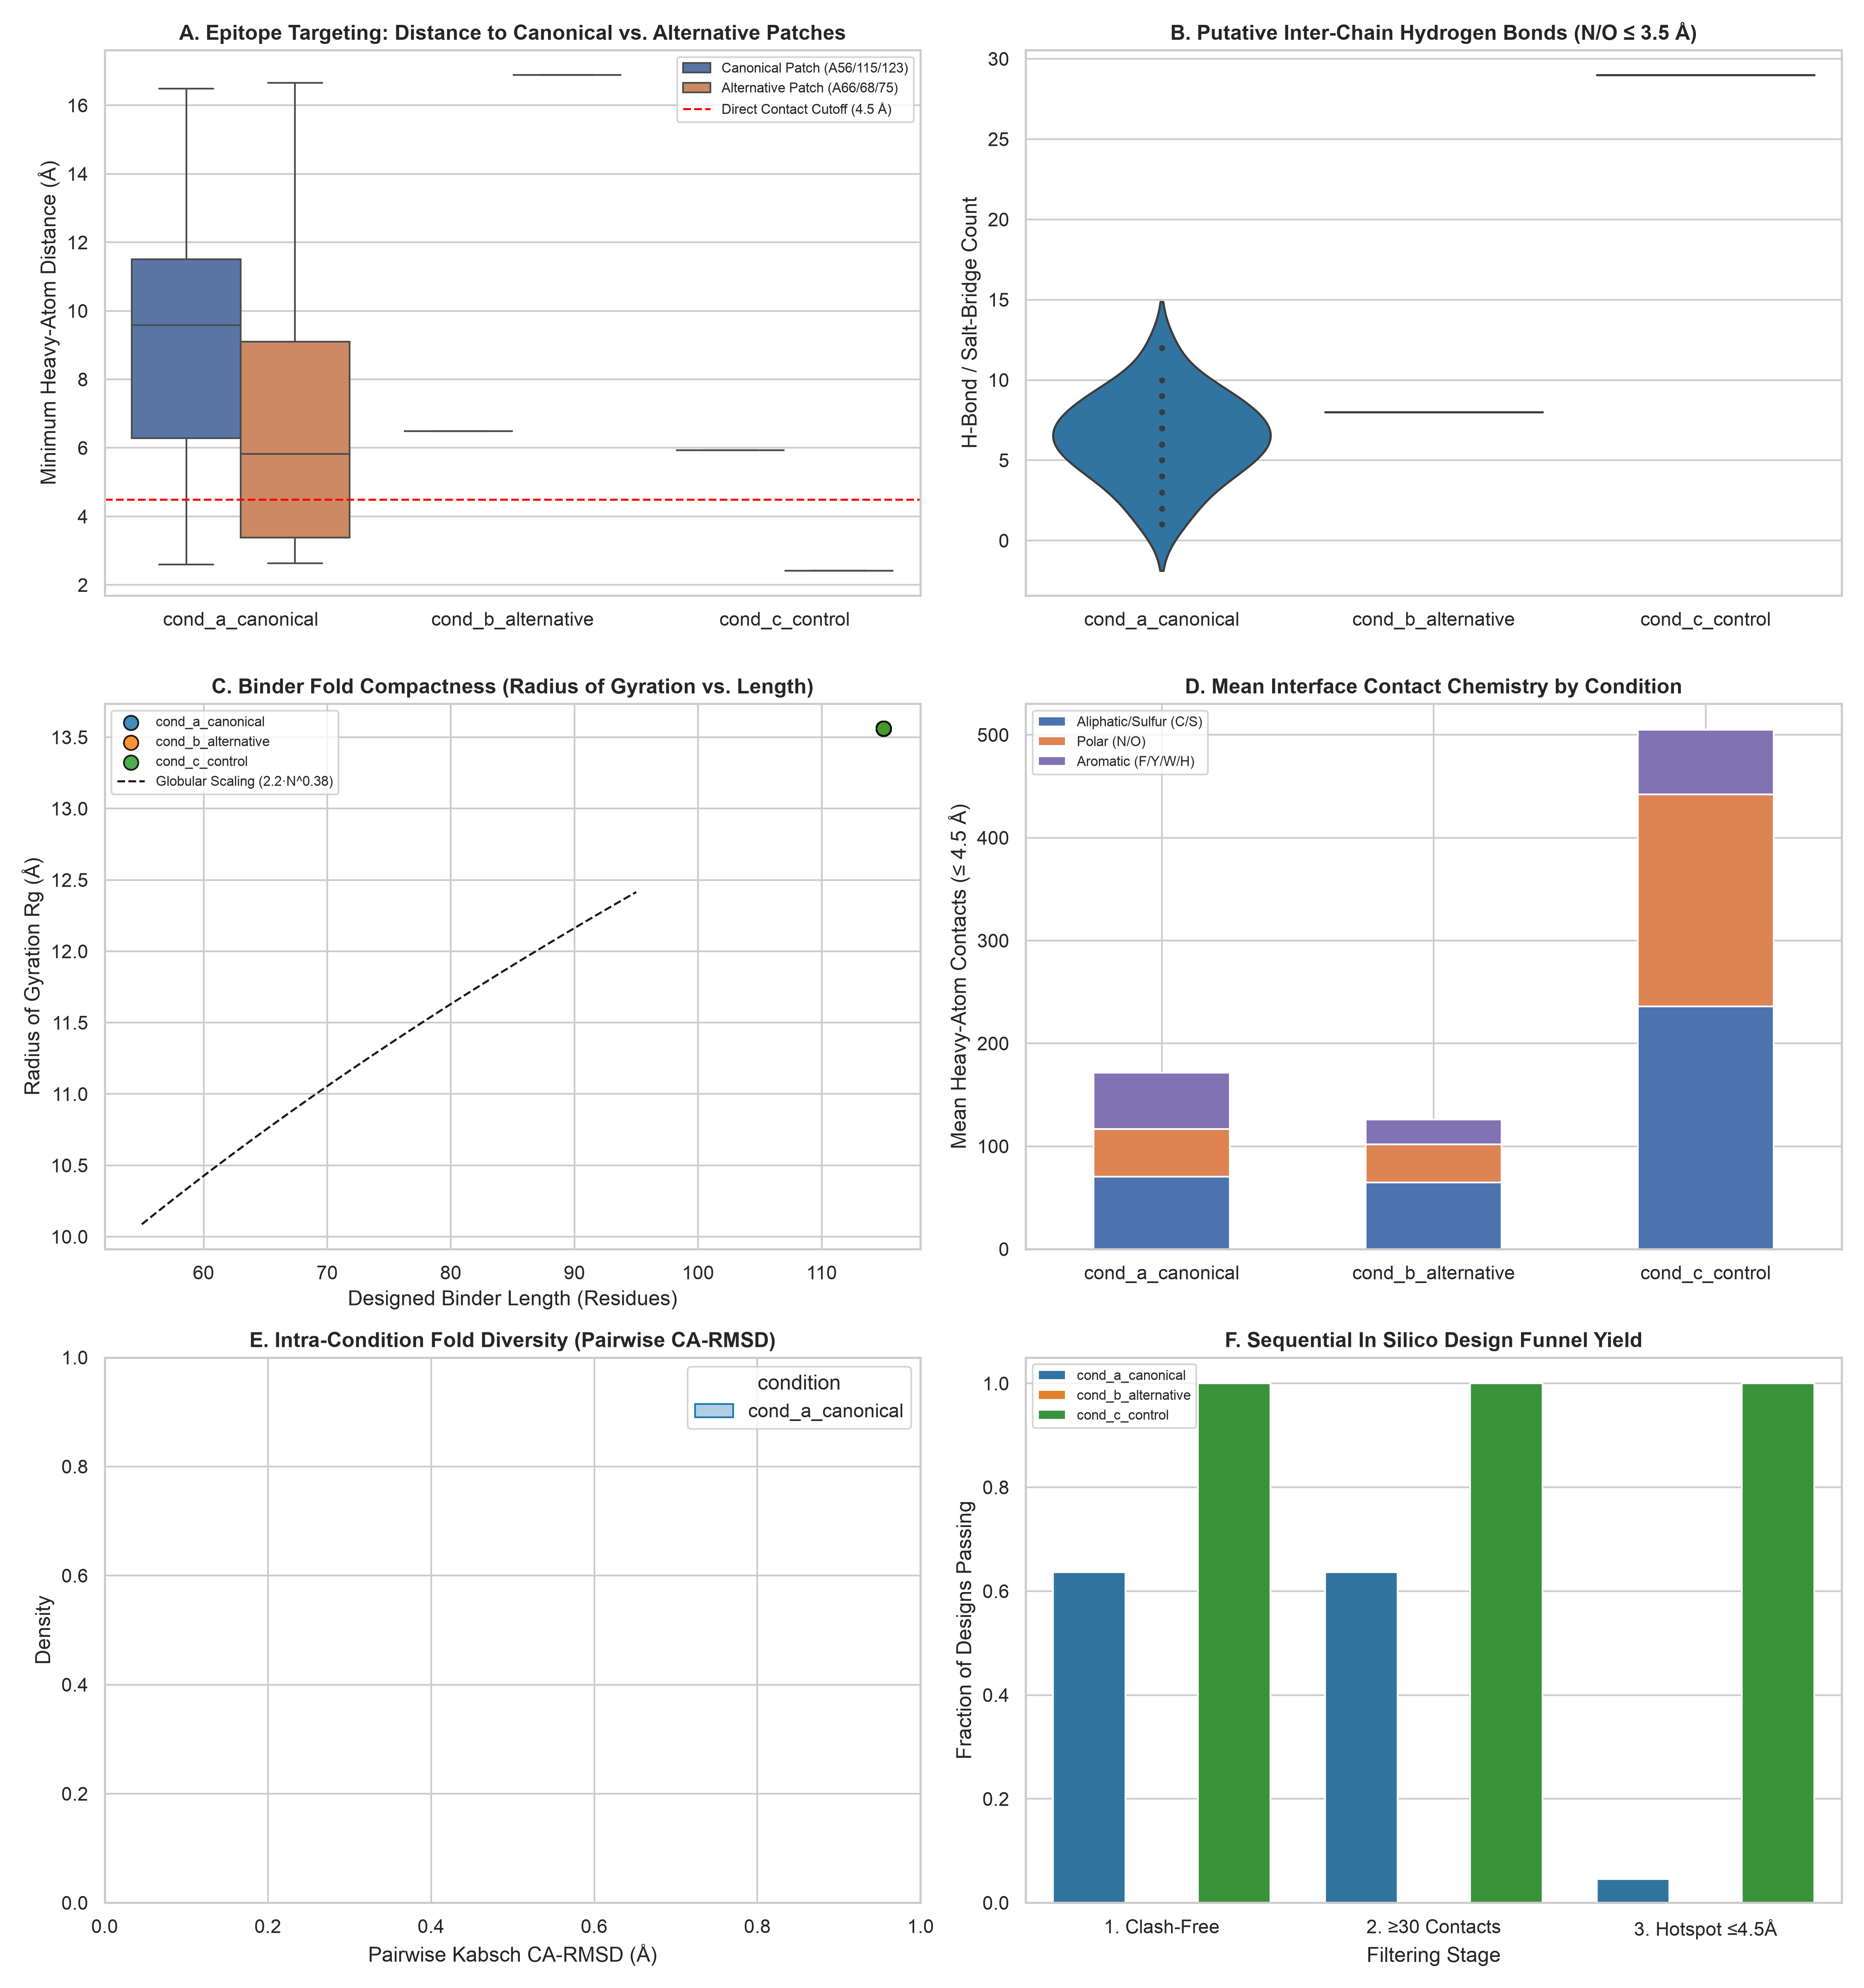 A. Epitope Targeting: Distance to Canonical vs. Alternative Patches
Minimum Heavy-Atom Distance (Å)
16
14
12
10
8
6
4
2
Canonical Patch (A56/115/123)
Alternative Patch (A66/68/75)
Direct Contact Cutoff (4.5 Å)
cond_a_canonical
cond_b_alternative
cond_c_control
B. Putative Inter-Chain Hydrogen Bonds (N/O ≤ 3.5 Å)
H-Bond / Salt-Bridge Count
30
25
20
15
10
5
0
cond_a_canonical
cond_b_alternative
cond_c_control
C. Binder Fold Compactness (Radius of Gyration vs. Length)
Radius of Gyration Rg (Å)
13.5
13.0
12.5
12.0
11.5
11.0
10.5
10.0
cond_a_canonical
cond_b_alternative
cond_c_control
Globular Scaling (2.2·N^0.38)
60
70
80
90
100
110
Designed Binder Length (Residues)
D. Mean Interface Contact Chemistry by Condition
Mean Heavy-Atom Contacts (≤ 4.5 Å)
500
400
300
200
100
0
Aliphatic/Sulfur (C/S)
Polar (N/O)
Aromatic (F/Y/W/H)
cond_a_canonical
cond_b_alternative
cond_c_control
E. Intra-Condition Fold Diversity (Pairwise CA-RMSD)
Density
1.0
0.8
0.6
0.4
0.2
0.0
condition
cond_a_canonical
0.0
0.2
0.4
0.6
0.8
1.0
Pairwise Kabsch CA-RMSD (Å)
F. Sequential In Silico Design Funnel Yield
Fraction of Designs Passing
1.0
0.8
0.6
0.4
0.2
0.0
cond_a_canonical
cond_b_alternative
cond_c_control
1. Clash-Free
2. ≥30 Contacts
3. Hotspot ≤4.5Å
Filtering Stage